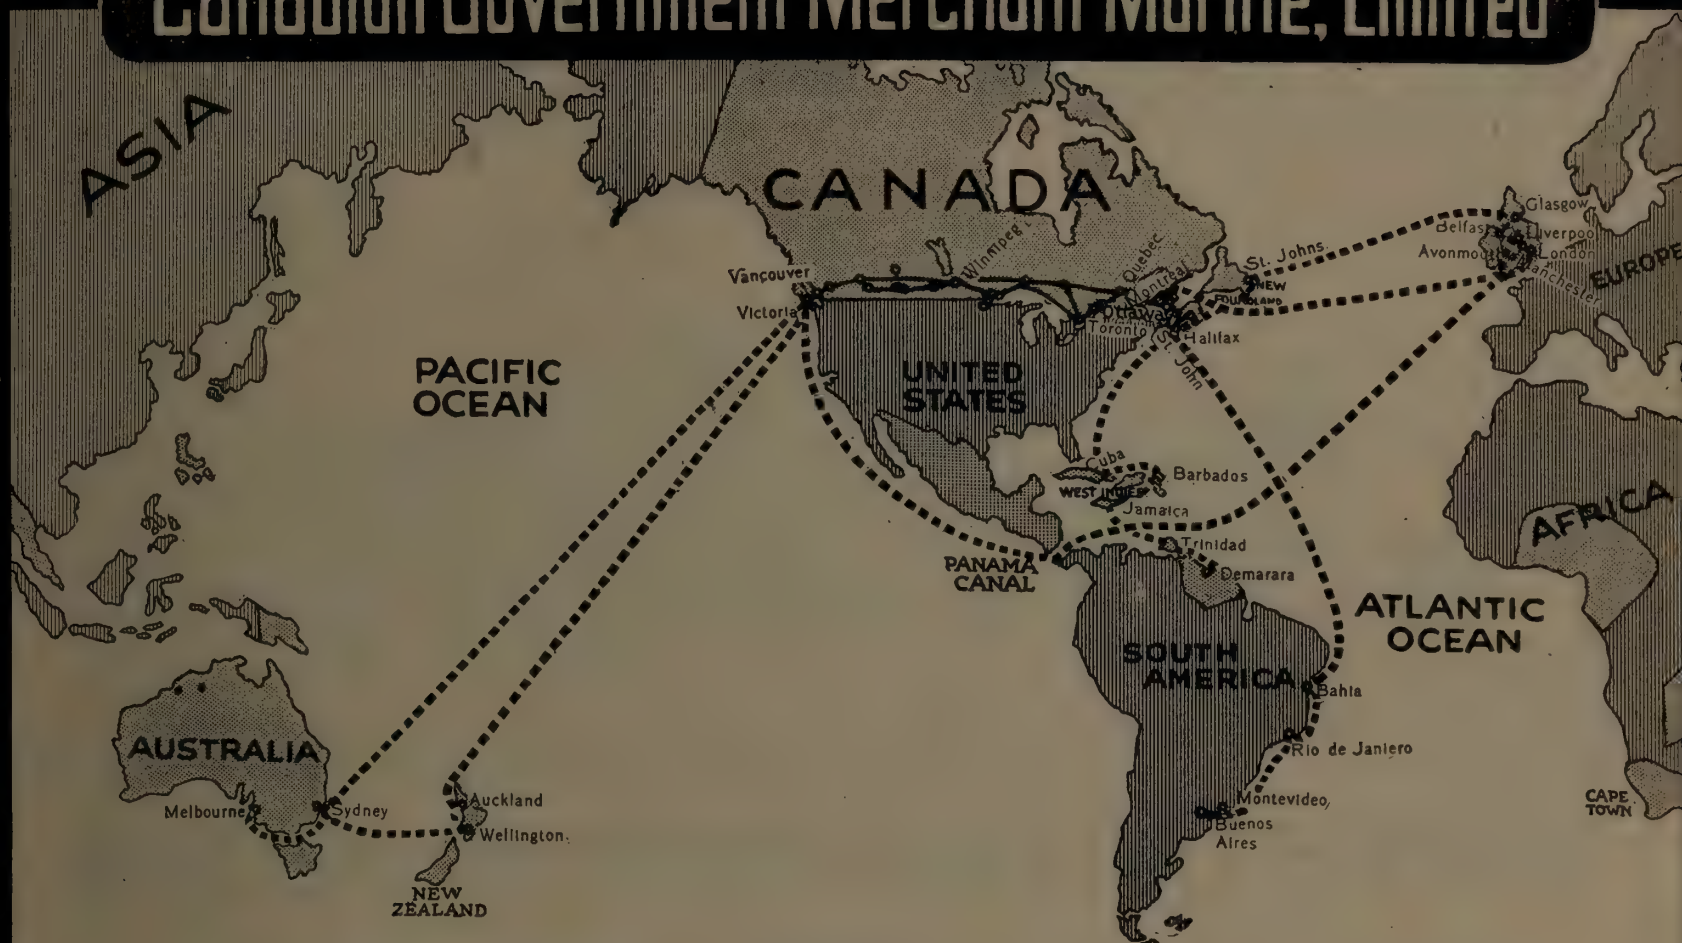 Canadian Government Merchant Marine, Limited
ASIA
CANADA
Glasgow
Belfast
Liverpoo
Avonmou
London
Manchester
EUROPE
Winnipeg
Quebec
St. Johns.
Vancouver
Montreal
NEW
FOUNDLAND
Victoria
Ottawa
Toronto
Halifax
St. John
PACIFIC
OCEAN
UNITED
STATES
Cuba
Barbados
WEST INDIES
Jamaica
AFRICA
Trinidad
PANAMA
CANAL
Demarara
ATLANTIC
OCEAN
SOUTH
AMERICA
Bahia
AUSTRALIA
Rio de Janiero
Melbourne
Sydney
Auckland
Wellington.
Montevideo,
Buenos
Aires
CAPE
TOWN
NEW
ZEALAND